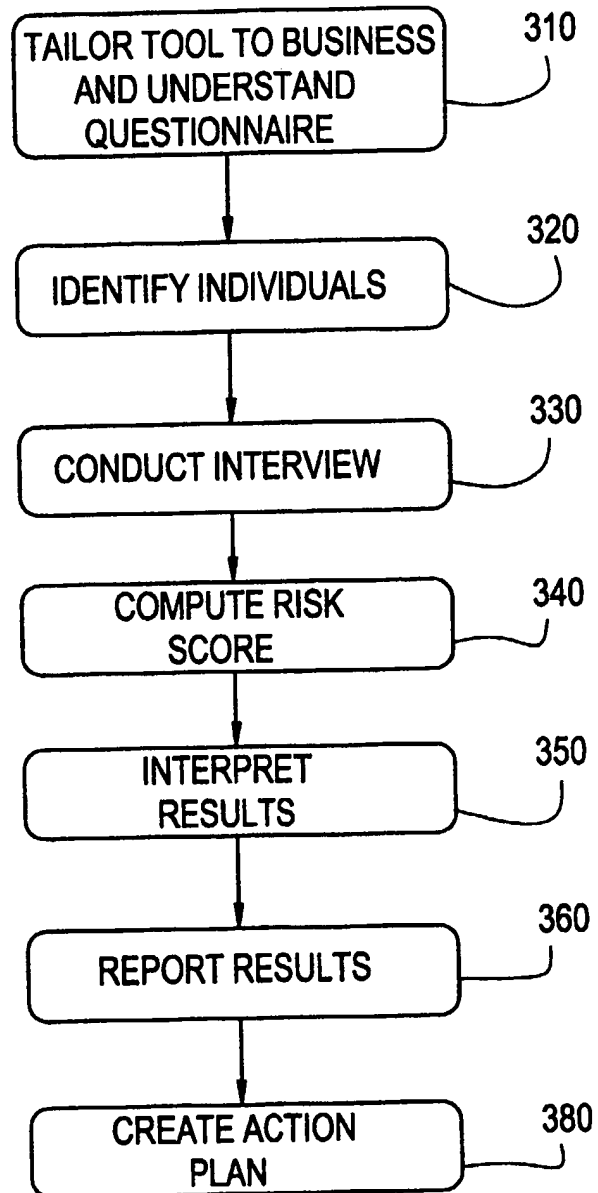 TAILOR TOOL TO BUSINESS
AND UNDERSTAND
QUESTIONNAIRE
310
IDENTIFY INDIVIDUALS
320
CONDUCT INTERVIEW
330
COMPUTE RISK
SCORE
340
INTERPRET
RESULTS
350
REPORT RESULTS
360
CREATE ACTION
PLAN
380